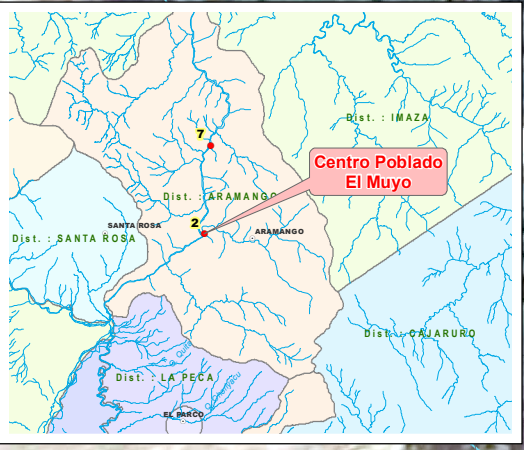 Dist. : IMAZA
7
Centro Poblado
El Muyo
Dist. : ARAMANGO
SANTA ROSA
2
ARAMANGO
Dist. : SANTA ROSA
Dist. : CAJARURO
Dist. : LA PECA
EL PARCO